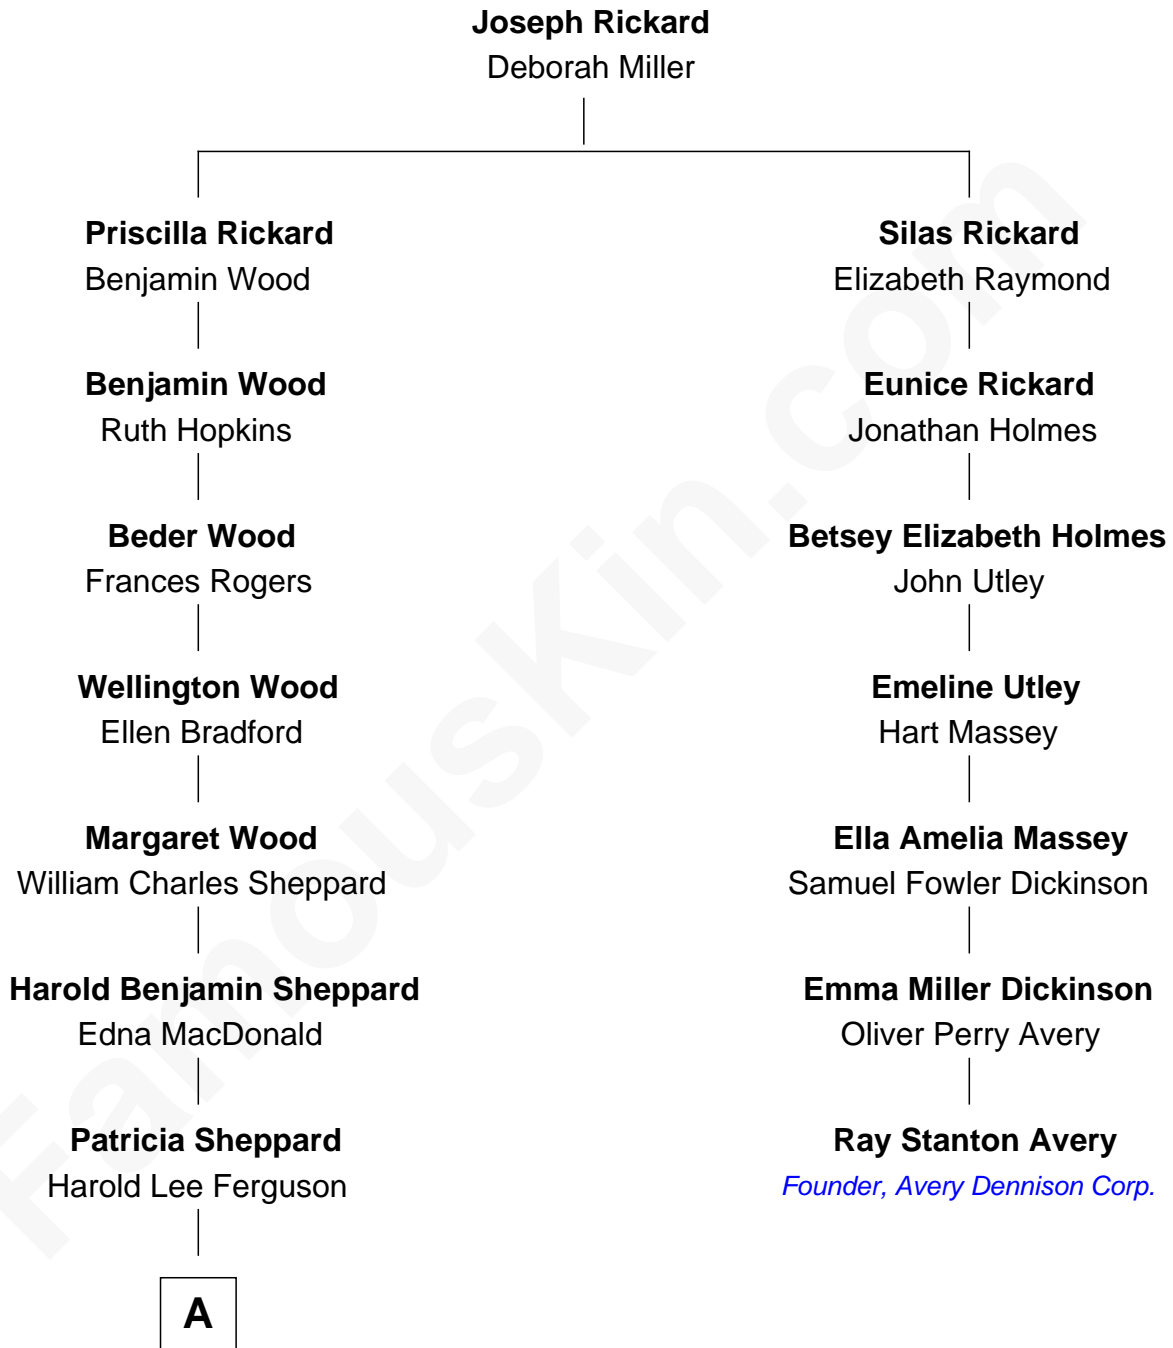 Joseph Rickard
Deborah Miller
Priscilla Rickard
Benjamin Wood
Silas Rickard
Elizabeth Raymond
Benjamin Wood
Ruth Hopkins
Eunice Rickard
Jonathan Holmes
Beder Wood
Frances Rogers
Betsey Elizabeth Holmes
John Utley
Wellington Wood
Ellen Bradford
Emeline Utley
Hart Massey
Margaret Wood
William Charles Sheppard
Ella Amelia Massey
Samuel Fowler Dickinson
Harold Benjamin Sheppard
Edna MacDonald
Emma Miller Dickinson
Oliver Perry Avery
Patricia Sheppard
Harold Lee Ferguson
Ray Stanton Avery
Founder, Avery Dennison Corp.
A
FamousKin.com